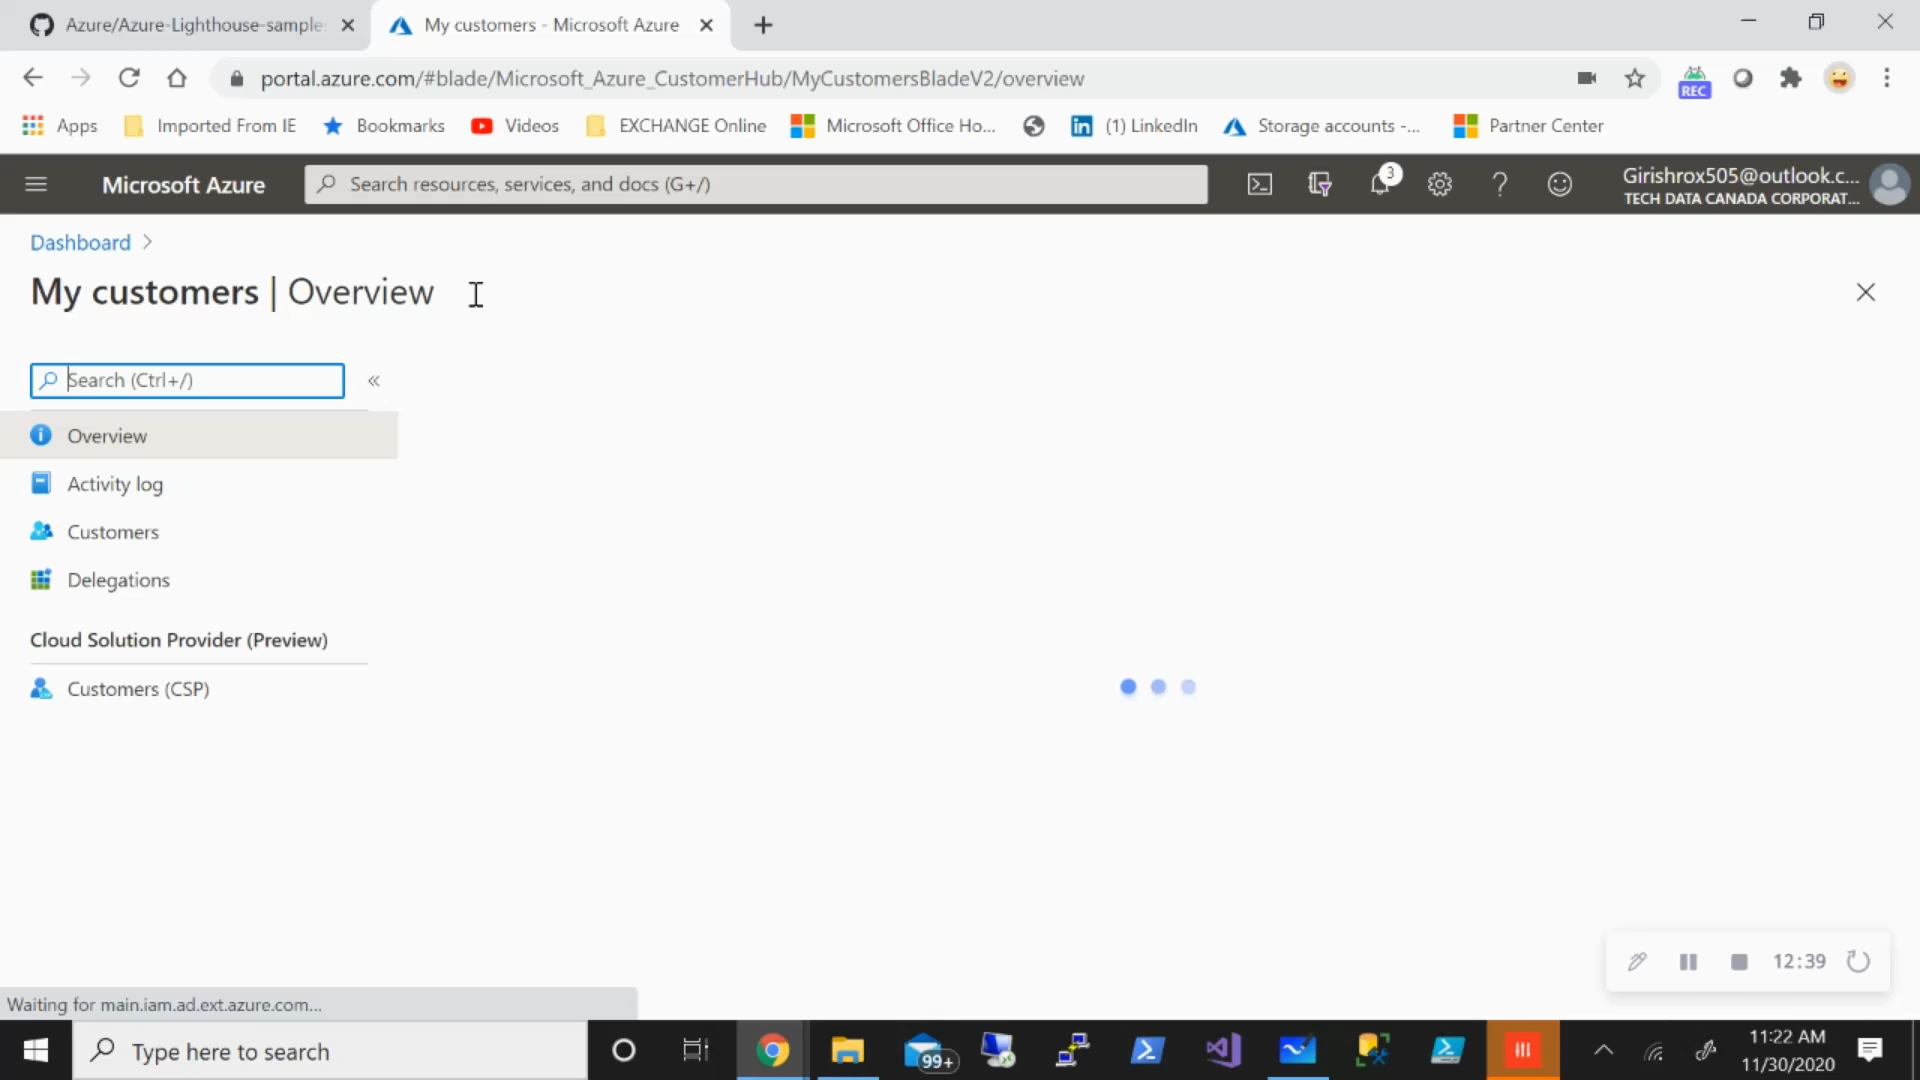 Azure/Azure-Lighthouse-sample
My customers - Microsoft Azure
portal.azure.com/#blade/Microsoft_Azure_CustomerHub/MyCustomersBladeV2/overview
REC
Apps
Imported From IE
Bookmarks
Videos
EXCHANGE Online
Microsoft Office Ho...
(1) LinkedIn
Storage accounts -...
Partner Center
Microsoft Azure
Search resources, services, and docs (G+/)
3
Girishrox505@outlook.c...
TECH DATA CANADA CORPORAT...
Dashboard
My customers | Overview
Search (Ctrl+/)
Overview
Activity log
Customers
Delegations
Cloud Solution Provider (Preview)
Customers (CSP)
12:39
Waiting for main.iam.ad.ext.azure.com...
Type here to search
99+
11:22 AM
11/30/2020